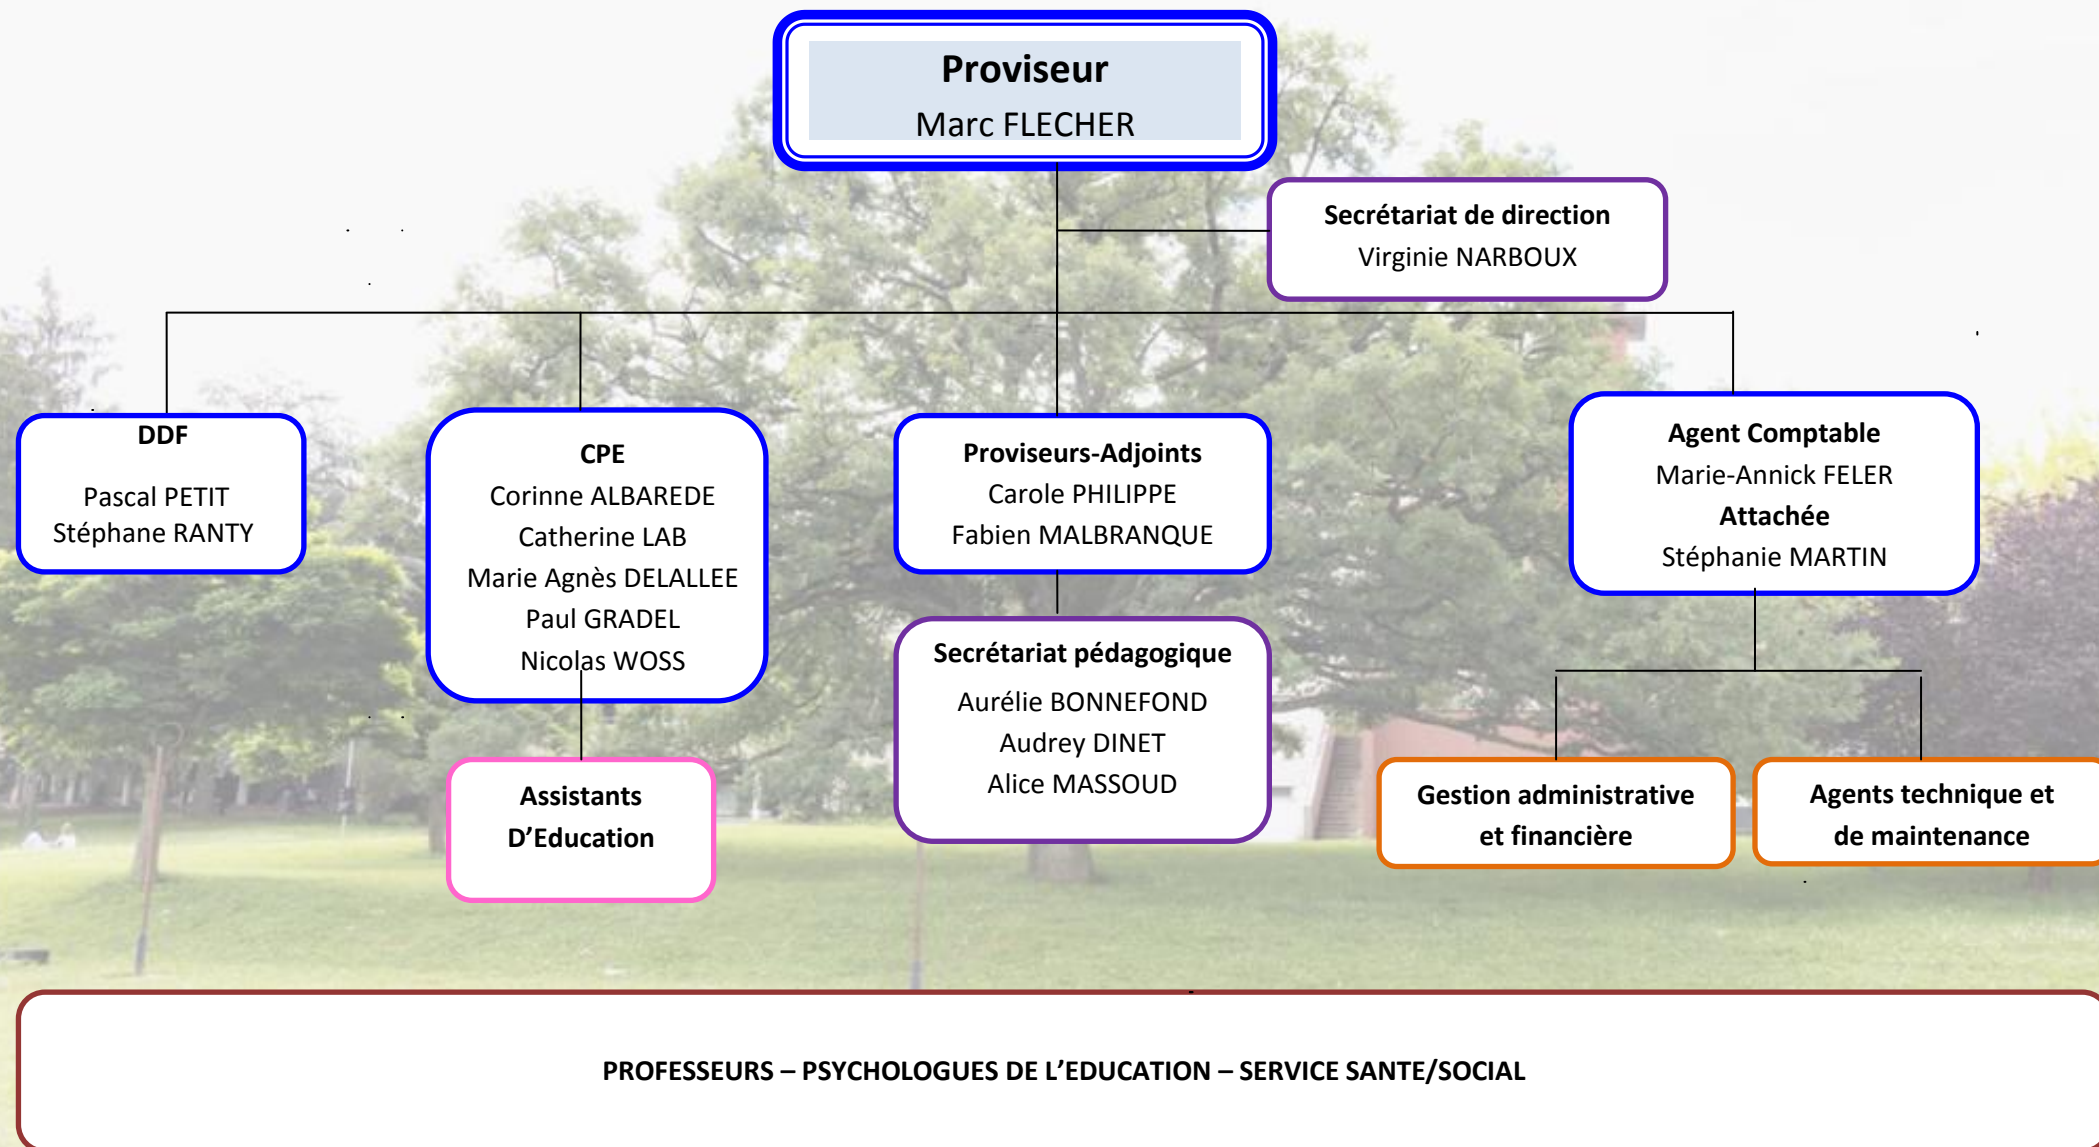 Proviseur
Marc FLECHER
Secrétariat de direction
Virginie NARBOUX
DDF
Pascal PETIT
Stéphane RANTY
CPE
Corinne ALBAREDE
Catherine LAB
Marie Agnès DELALLEE
Paul GRADEL
Nicolas WOSS
Proviseurs-Adjoints
Carole PHILIPPE
Fabien MALBRANQUE
Agent Comptable
Marie-Annick FELER
Attachée
Stéphanie MARTIN
Secrétariat pédagogique
Aurélie BONNEFOND
Audrey DINET
Alice MASSOUD
Assistants
D’Education
Gestion administrative
et financière
Agents technique et
de maintenance
PROFESSEURS – PSYCHOLOGUES DE L’EDUCATION – SERVICE SANTE/SOCIAL